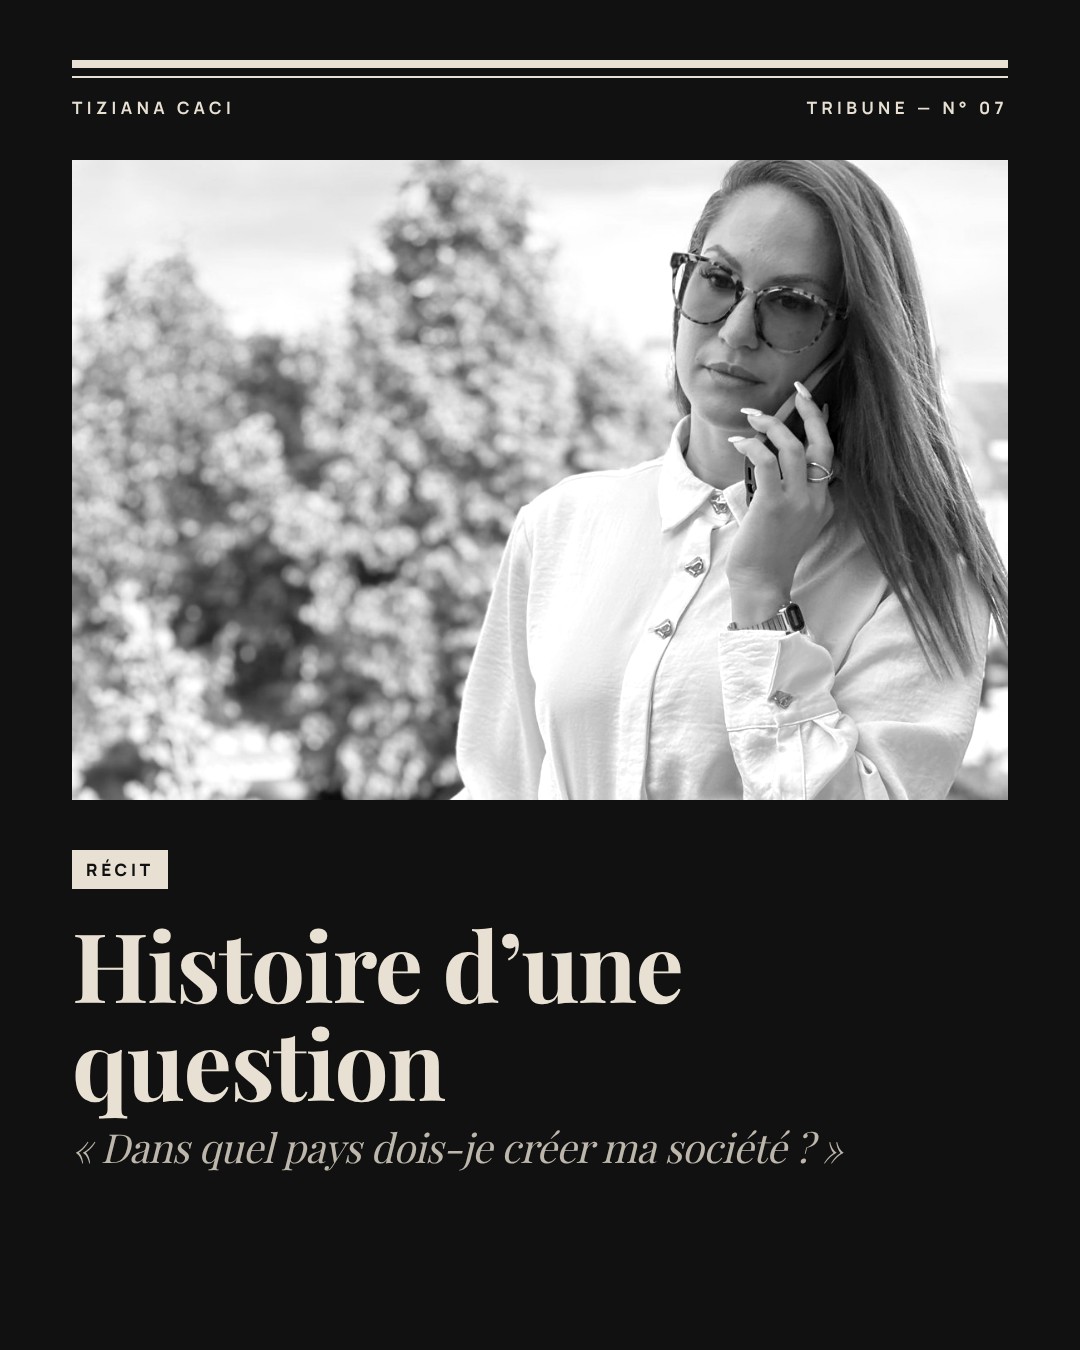 TIZIANA CACI
TRIBUNE — N° 07
RÉCIT
Histoire d’une
question
« Dans quel pays dois-je créer ma société ? »